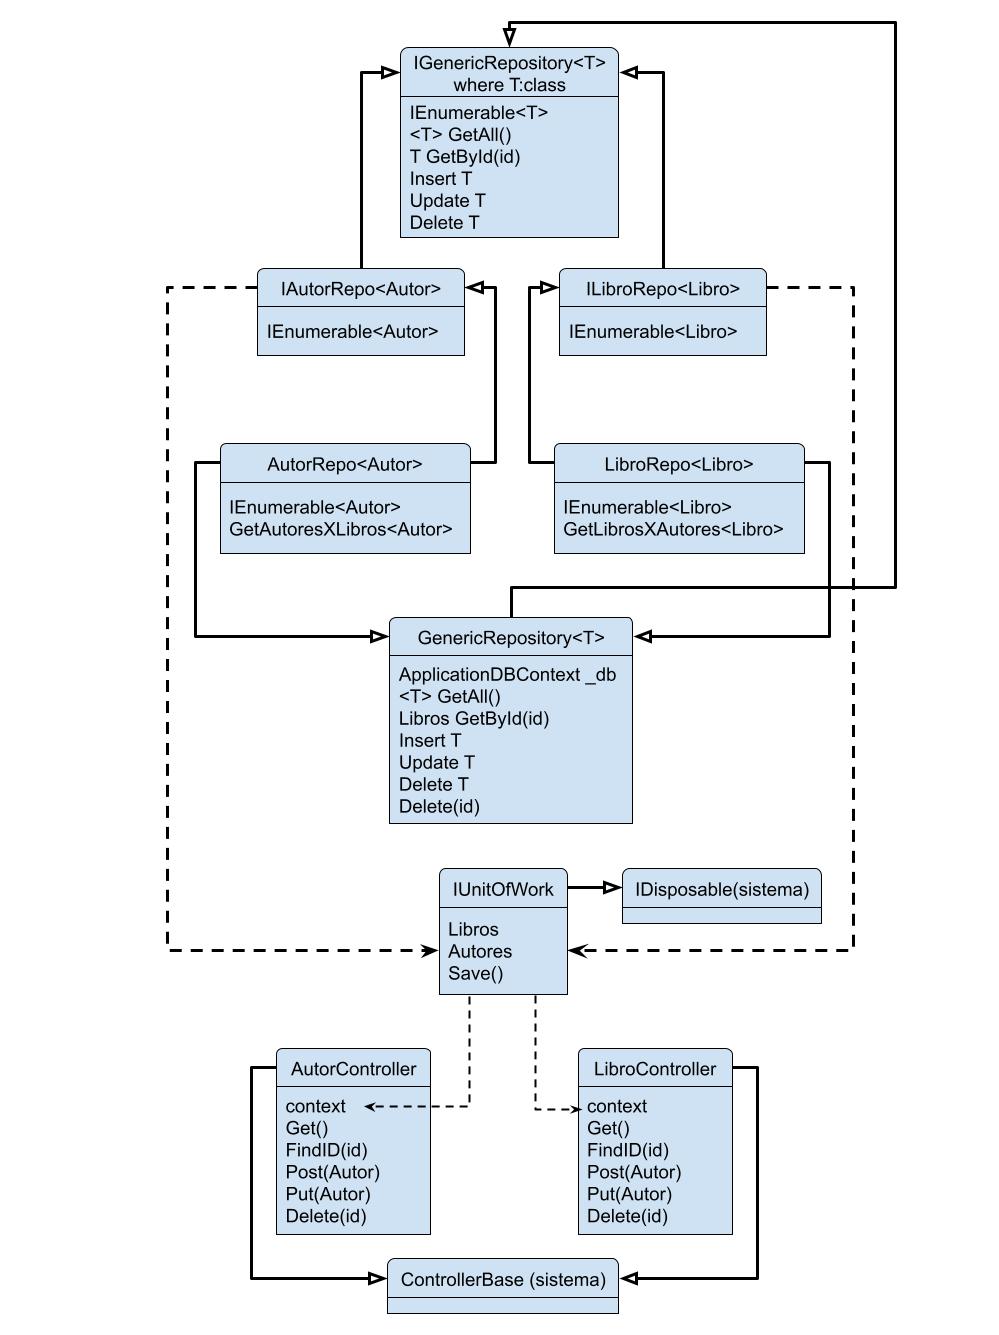 IGenericRepository<T>
where T:class
IEnumerable<T>
<T> GetAll()
T GetById(id)
Insert T
Update T
Delete T
IAutorRepo<Autor>
IEnumerable<Autor>
ILibroRepo<Libro>
IEnumerable<Libro>
AutorRepo<Autor>
IEnumerable<Autor>
GetAutoresXLibros<Autor>
LibroRepo<Libro>
IEnumerable<Libro>
GetLibrosXAutores<Libro>
GenericRepository<T>
ApplicationDBContext _db
<T> GetAll()
Libros GetById(id)
Insert T
Update T
Delete T
Delete(id)
IUnitOfWork
Libros
Autores
Save()
IDisposable(sistema)
AutorController
context
Get()
FindID(id)
Post(Autor)
Put(Autor)
Delete(id)
LibroController
context
Get()
FindID(id)
Post(Autor)
Put(Autor)
Delete(id)
ControllerBase (sistema)